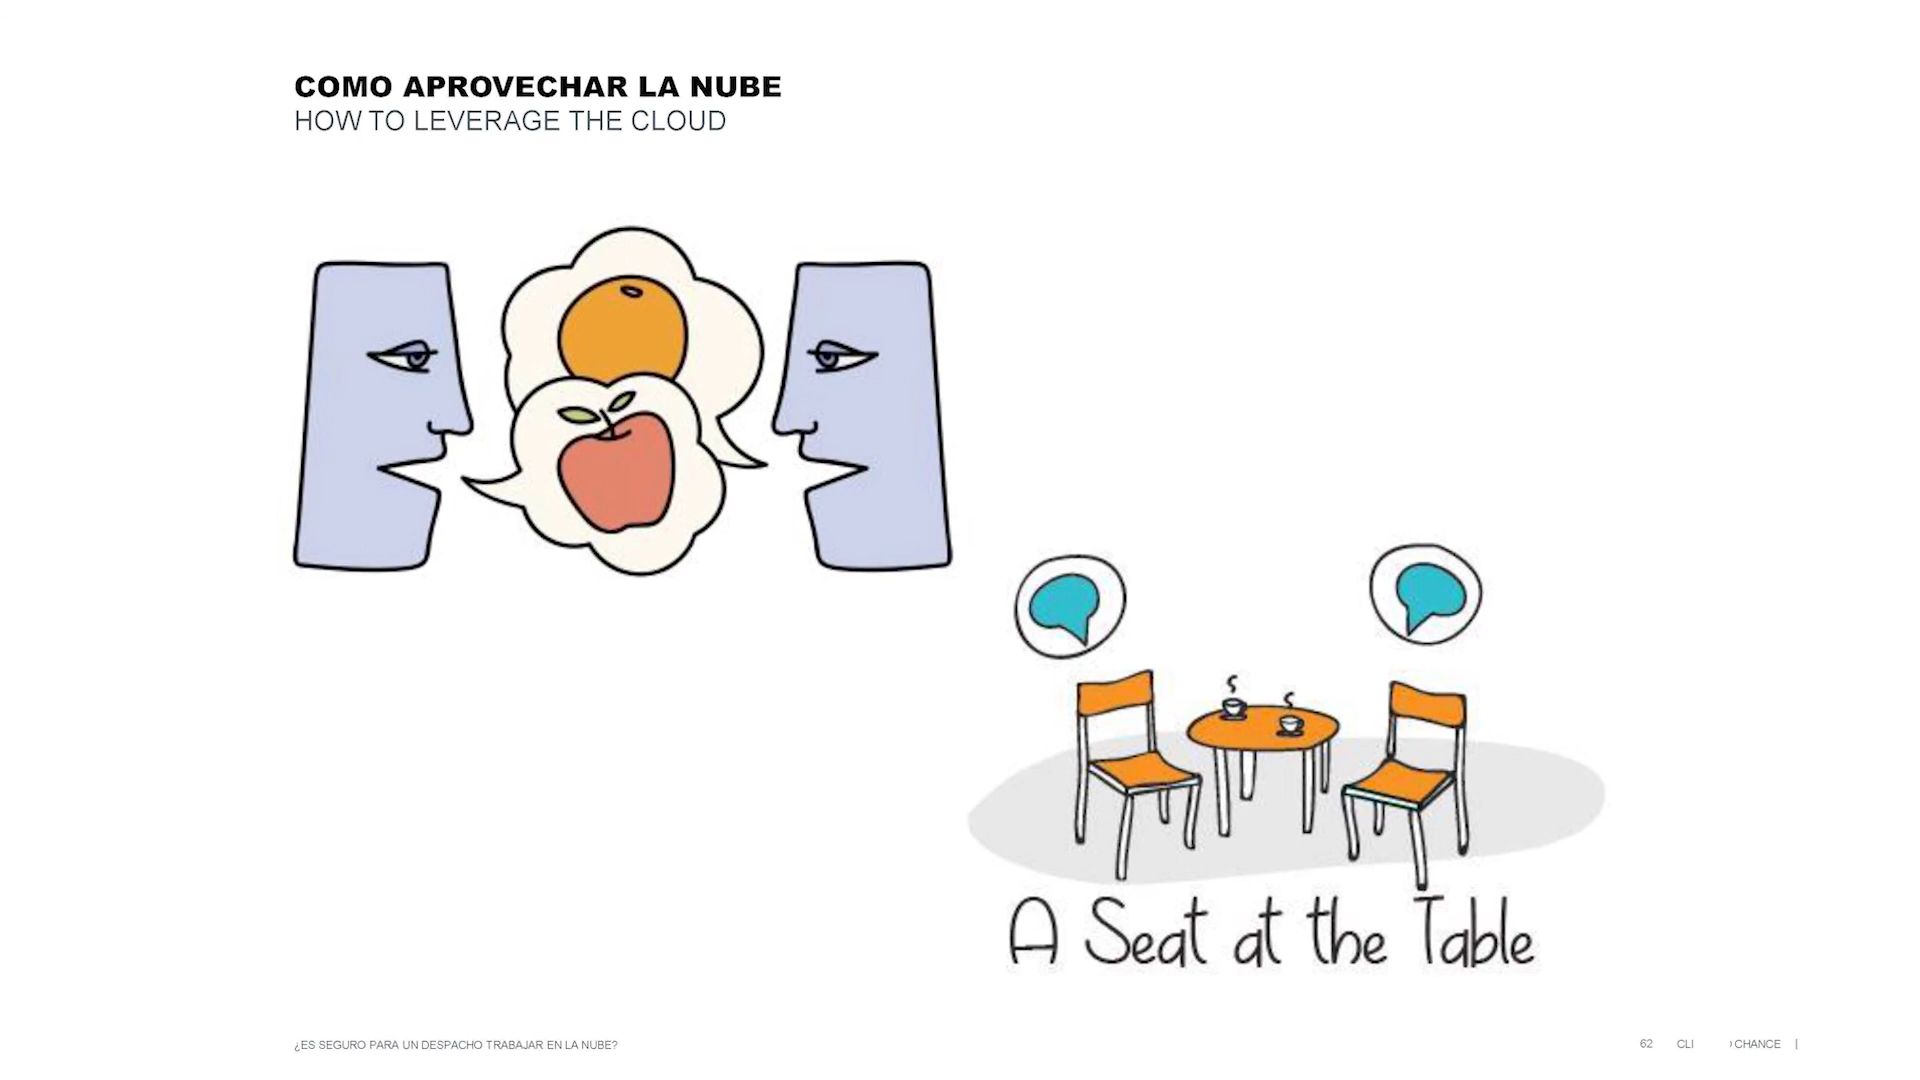 COMO APROVECHAR LA NUBE
HOW TO LEVERAGE THE CLOUD
A Seat at the Table
¿ES SEGURO PARA UN DESPACHO TRABAJAR EN LA NUBE?
62 CHANCE |